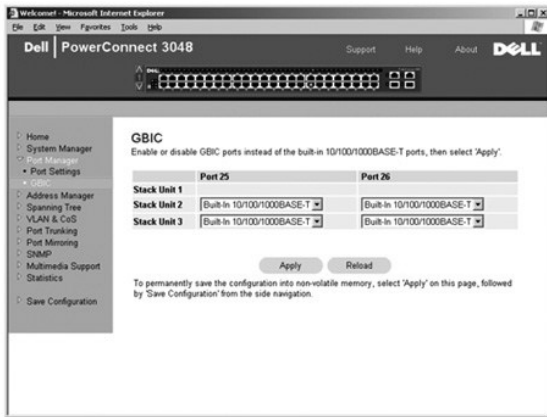 Welcome! - Microsoft Internet Explorer
File Edit View Favorites Tools Help
Dell | PowerConnect 3048
Support Help About DELL
Home
System Manager
Port Manager
Port Settings
GBIC
Address Manager
Spanning Tree
VLAN & CoS
Port Trunking
Port Mirroring
SNMP
Multimedia Support
Statistics
Save Configuration
GBIC
Enable or disable GBIC ports instead of the built-in 10/100/1000BASE-T ports, then select 'Apply'.
Port 25 Port 26
Stack Unit 1
Stack Unit 2 Built-In 10/100/1000BASE-T Built-In 10/100/1000BASE-T
Stack Unit 3 Built-In 10/100/1000BASE-T Built-In 10/100/1000BASE-T
Apply Reload
To permanently save the configuration into non-volatile memory, select 'Apply' on this page, followed
by 'Save Configuration' from the side navigation.